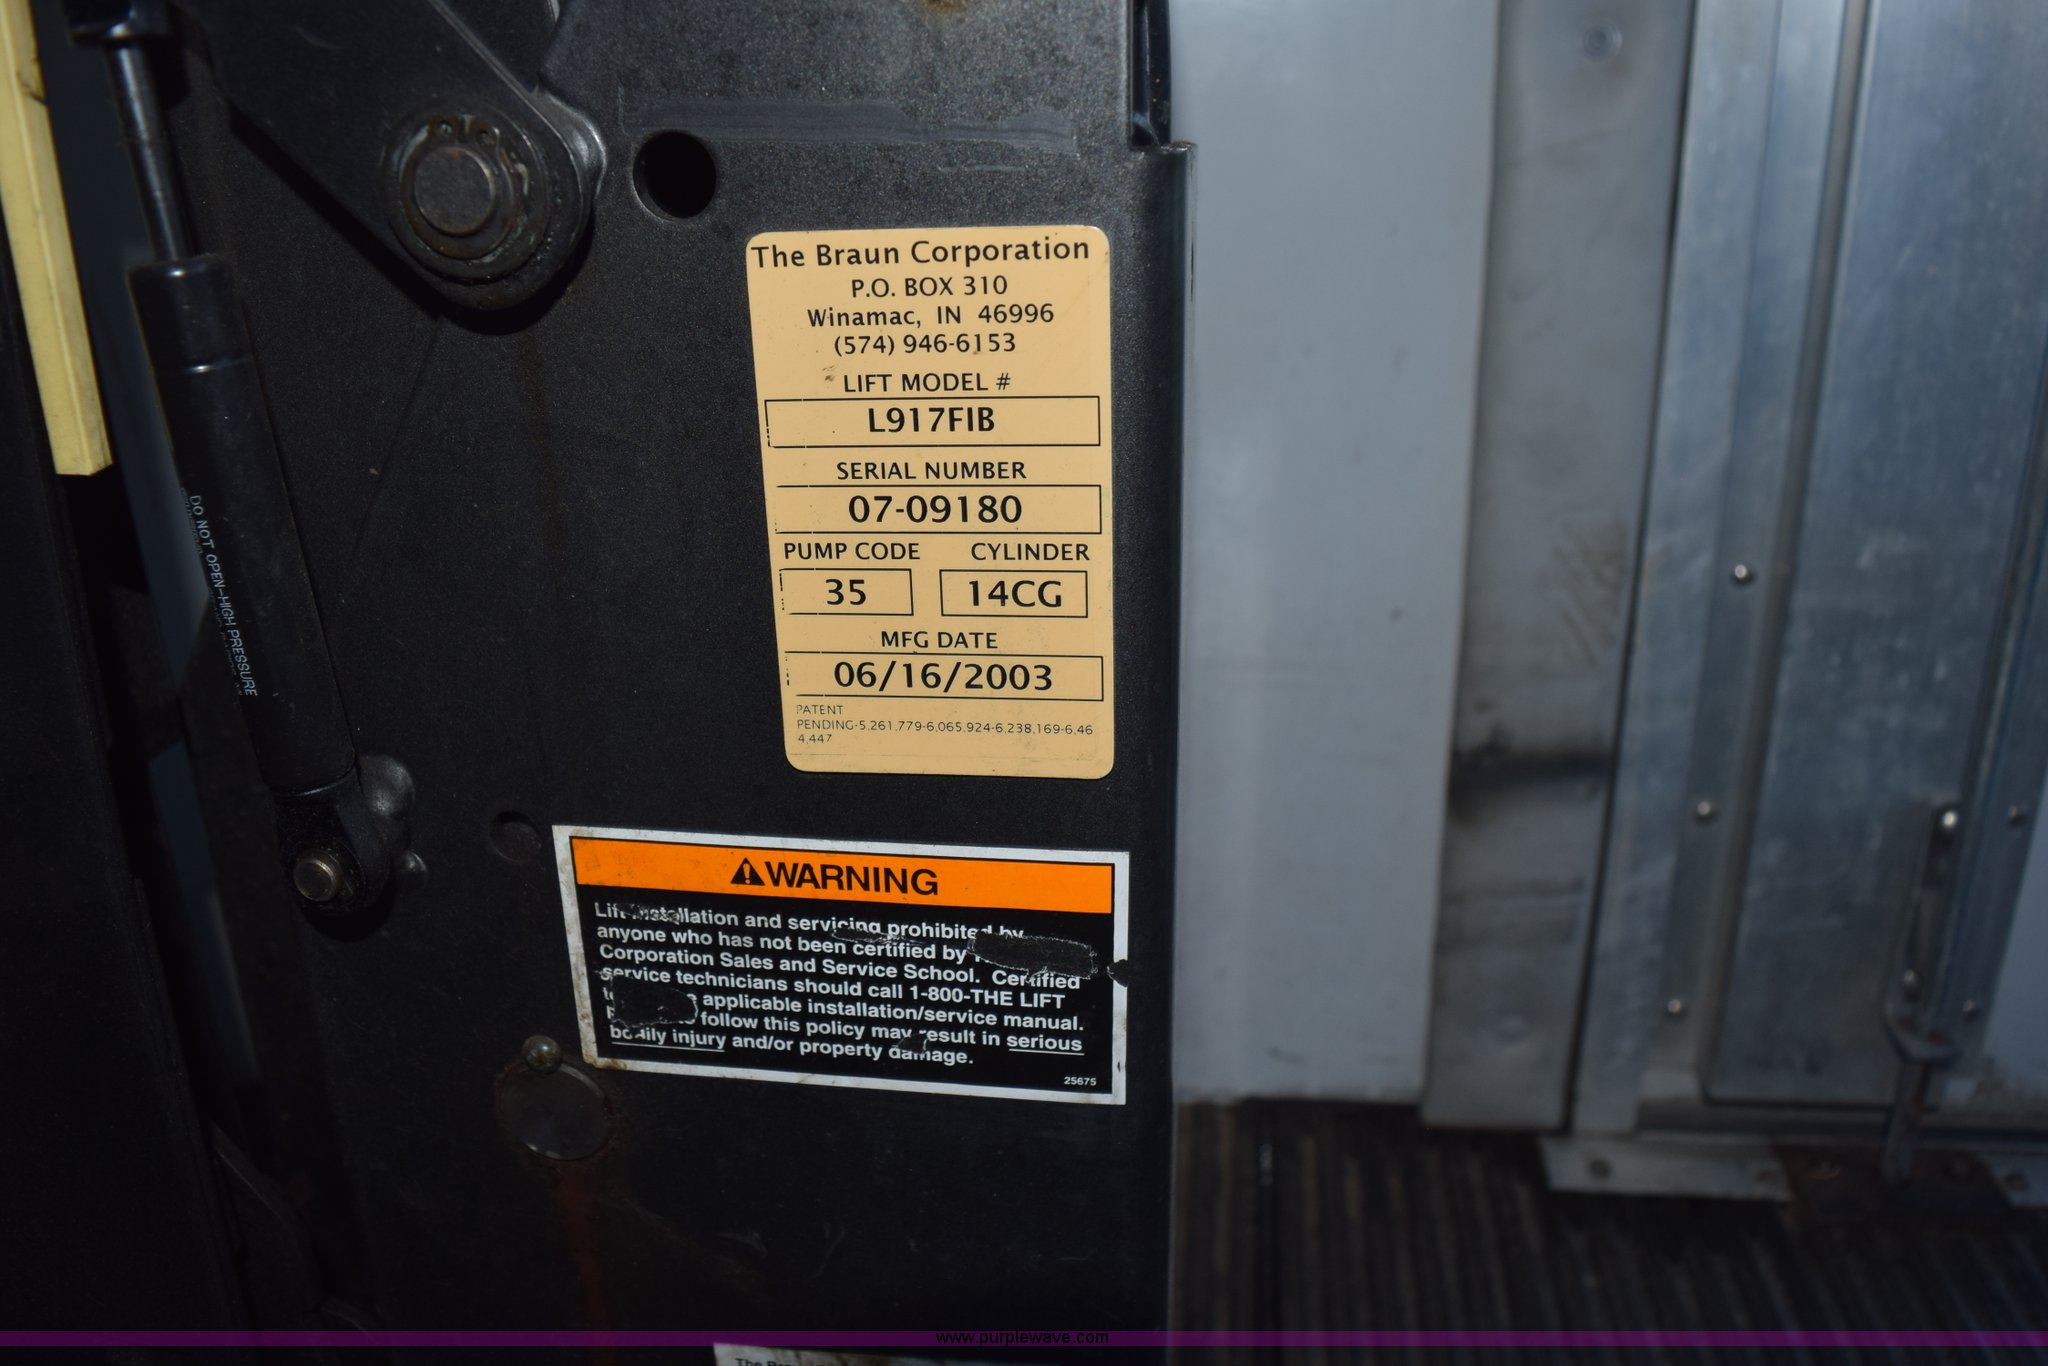 The Braun Corporation
P.O. BOX 310
Winamac, IN 46996
(574) 946-6153
LIFT MODEL #
L917FIB
SERIAL NUMBER
07-09180
PUMP CODE CYLINDER
35 14CG
MFG DATE
06/16/2003
PATENT
PENDING-5,261,779-6,065,924-6,238,169-6,46
4,447
DO NOT OPEN-HIGH PRESSURE
WARNING
Lift installation and servicing prohibited by
anyone who has not been certified by
Corporation Sales and Service School. Certified
service technicians should call 1-800-THE LIFT
applicable installation/service manual.
follow this policy may result in serious
bodily injury and/or property damage.
25675
The
www.purplewave.com